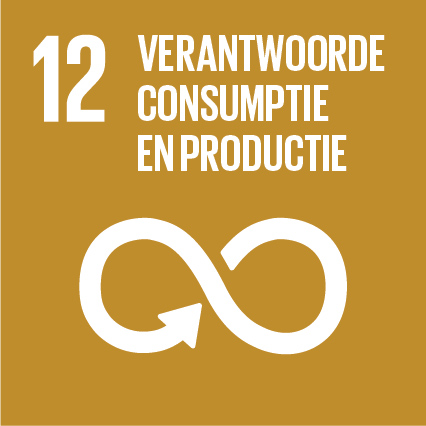 12
VERANTWOORDE
CONSUMPTIE
EN PRODUCTIE